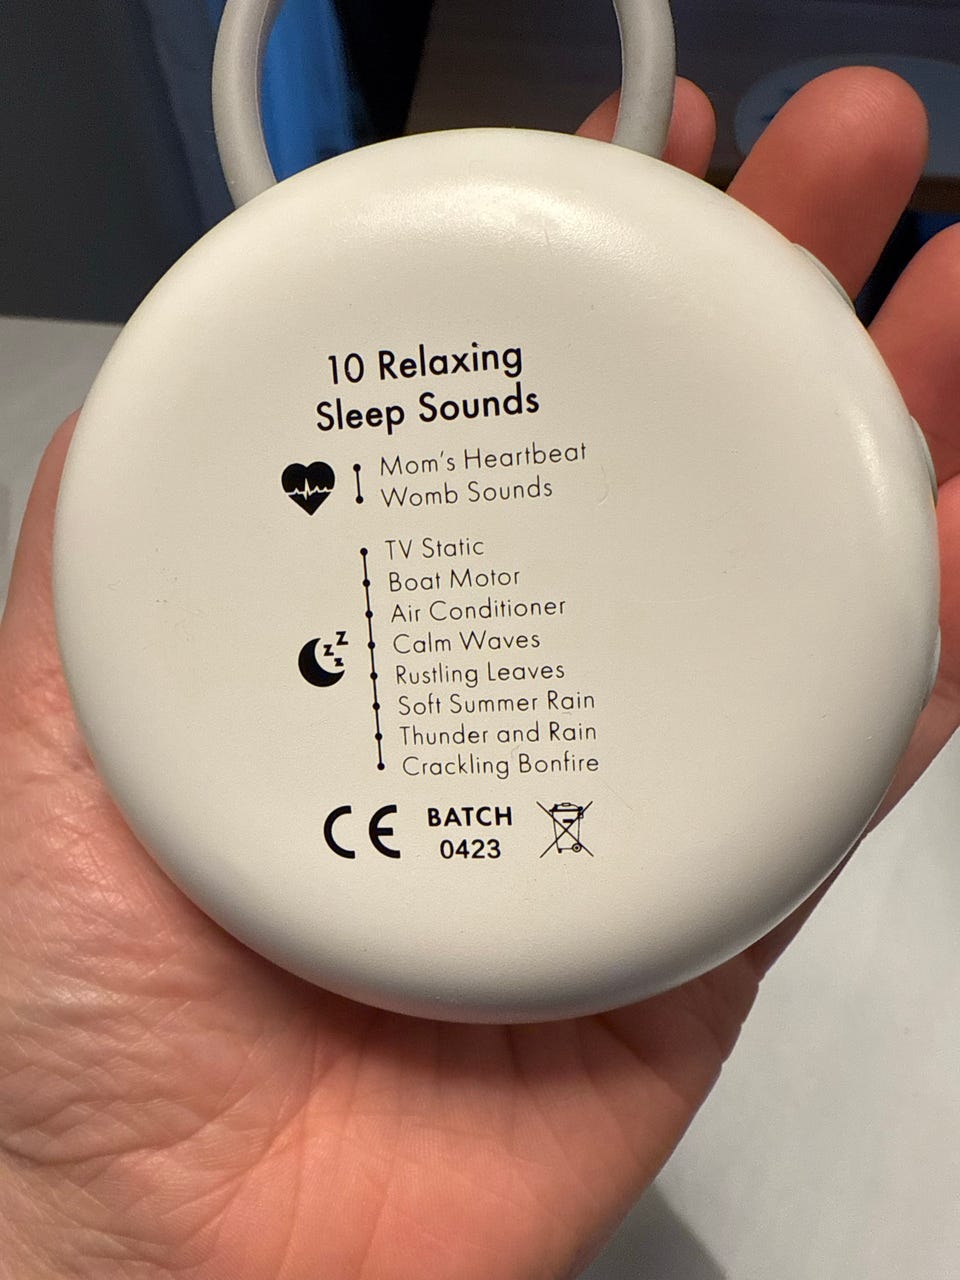 10 Relaxing
Sleep Sounds
Mom's Heartbeat
Womb Sounds
TV Static
Boat Motor
Air Conditioner
Calm Waves
Rustling Leaves
Soft Summer Rain
Thunder and Rain
Crackling Bonfire
z z z
CE BATCH
0423